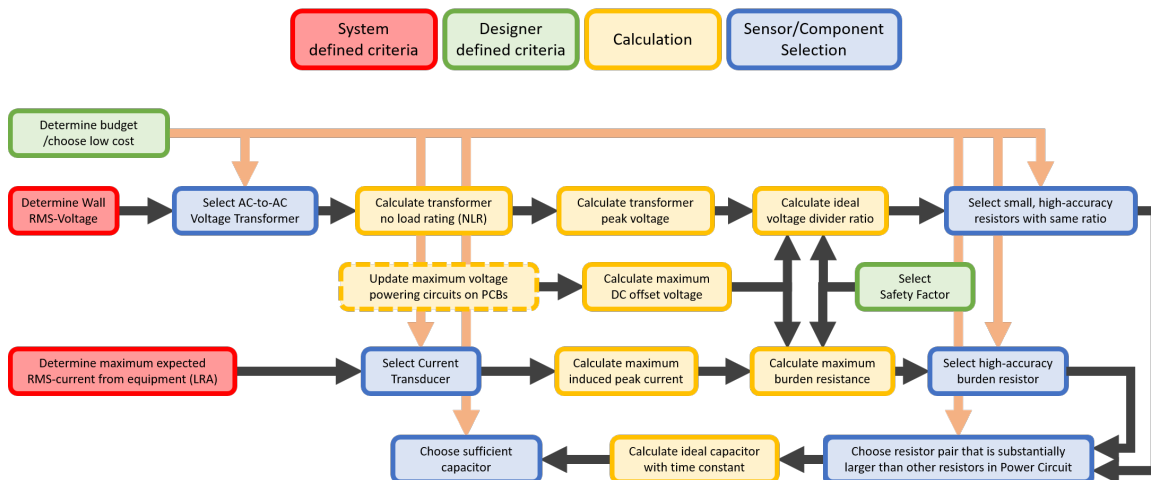 System
defined criteria
Designer
defined criteria
Calculation
Sensor/Component
Selection
Determine budget
/choose low cost
Determine Wall
RMS-Voltage
Select AC-to-AC
Voltage Transformer
Calculate transformer
no load rating (NLR)
Calculate transformer
peak voltage
Calculate ideal
voltage divider ratio
Select small, high-accuracy
resistors with same ratio
Update maximum voltage
powering circuits on PCBs
Calculate maximum
DC offset voltage
Select
Safety Factor
Determine maximum expected
RMS-current from equipment (LRA)
Select Current
Transducer
Calculate maximum
induced peak current
Calculate maximum
burden resistance
Select high-accuracy
burden resistor
Choose sufficient
capacitor
Calculate ideal capacitor
with time constant
Choose resistor pair that is substantially
larger than other resistors in Power Circuit